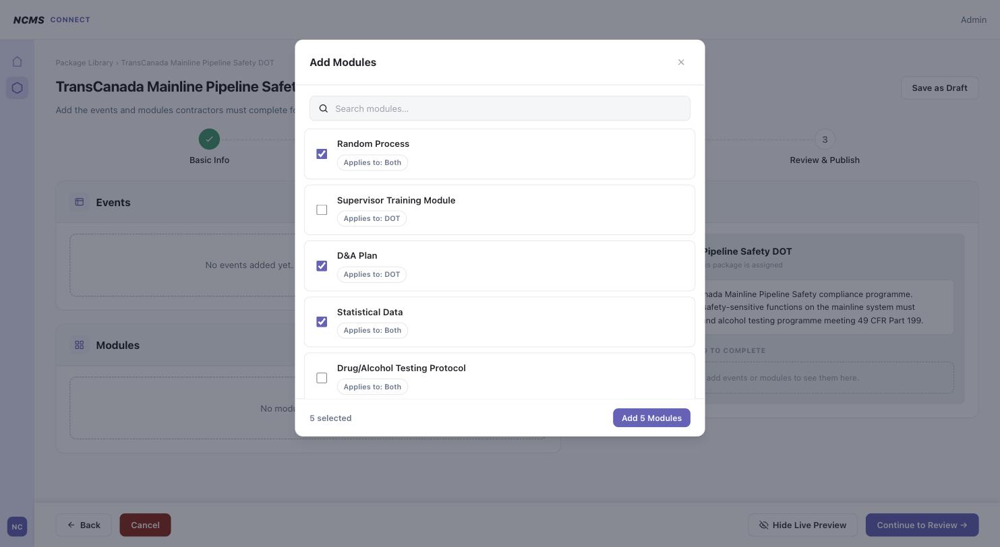 NCMS CONNECT
Admin
Package Library › TransCanada Mainline Pipeline Safety DOT
TransCanada Mainline Pipeline Safet
Add the events and modules contractors must complete fo
Save as Draft
Basic Info
3
Review & Publish
Events
No events added yet.
Modules
No modu
Pipeline Safety DOT
is package is assigned
nada Mainline Pipeline Safety compliance programme.
safety-sensitive functions on the mainline system must
nd alcohol testing programme meeting 49 CFR Part 199.
TO COMPLETE
add events or modules to see them here.
Add Modules
Search modules...
Random Process
Applies to: Both
Supervisor Training Module
Applies to: DOT
D&A Plan
Applies to: DOT
Statistical Data
Applies to: Both
Drug/Alcohol Testing Protocol
Applies to: Both
5 selected
Add 5 Modules
NC
← Back
Cancel
Hide Live Preview
Continue to Review →